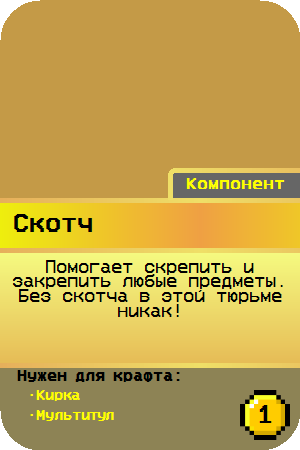 Компонент
Скотч
Помогает скрепить и
закрепить любые предметы.
Без скотча в этой тюрьме
никак!
Нужен для крафта:
·Кирка
·Мультитул
1